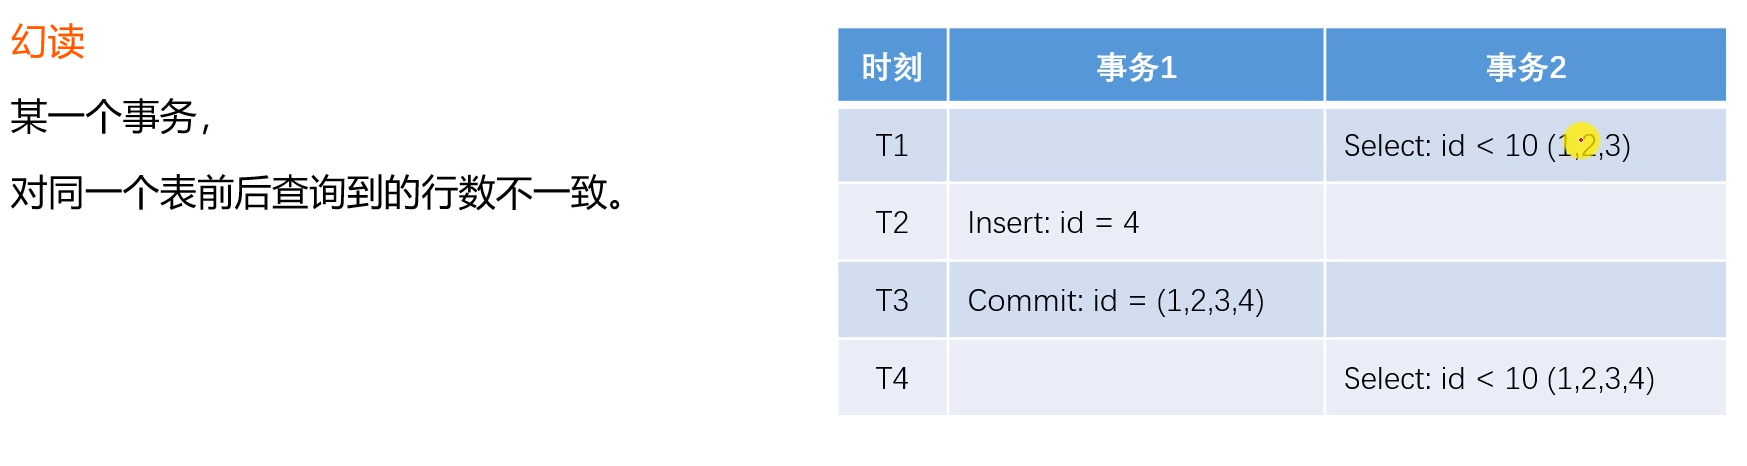 幻读
某一个事务，
对同一个表前后查询到的行数不一致。
时刻 事务1 事务2
T1 Select: id < 10 (1,2,3)
T2 Insert: id = 4
T3 Commit: id = (1,2,3,4)
T4 Select: id < 10 (1,2,3,4)